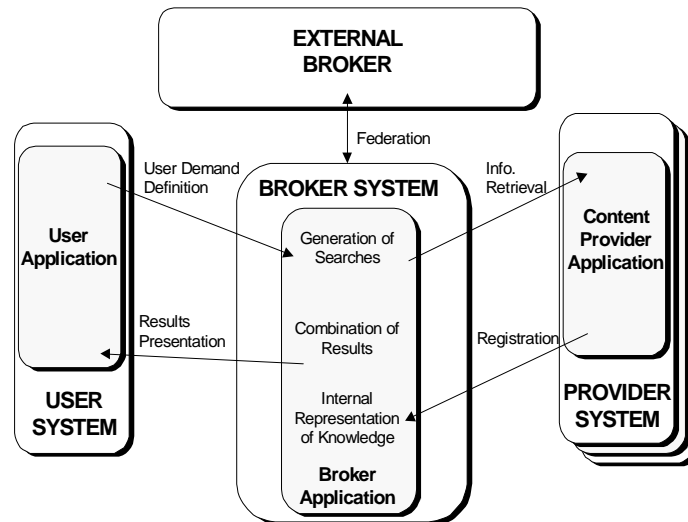 EXTERNAL
BROKER
Federation
User Demand
Definition
Info.
Retrieval
BROKER SYSTEM
User
Application
Generation of
Searches
Content
Provider
Application
Results
Presentation
Combination of
Results
Registration
Internal
Representation
of Knowledge
Broker
Application
USER
SYSTEM
PROVIDER
SYSTEM